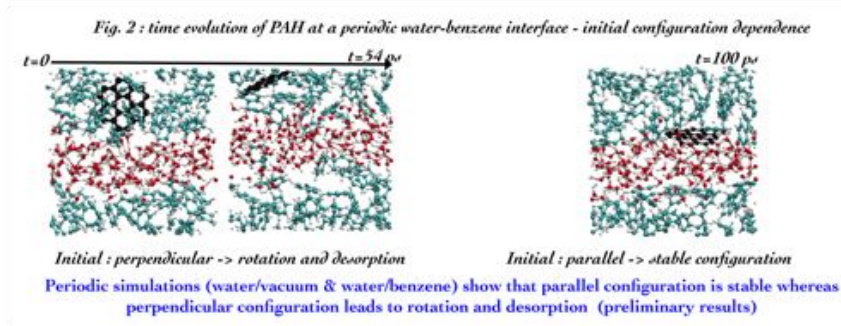 Fig. 2 : time evolution of PAH at a periodic water-benzene interface - initial configuration dependence
t=0
t=54 ps
t=100 ps
Initial : perpendicular -> rotation and desorption
Initial : parallel -> stable configuration
Periodic simulations (water/vacuum & water/benzene) show that parallel configuration is stable whereas
perpendicular configuration leads to rotation and desorption (preliminary results)